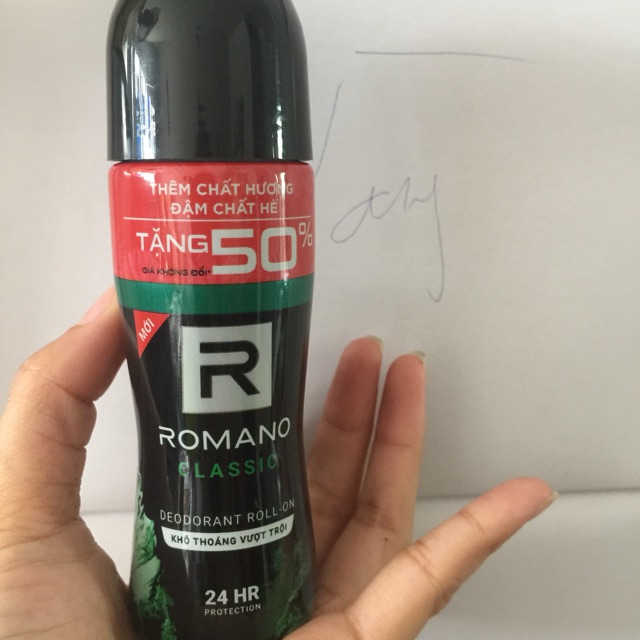 THÊM CHẤT HƯƠNG
ĐẬM CHẤT HÈ
TẶNG 50%
GIÁ KHÔNG ĐỔI*
MỚI
R
ROMANO
CLASSIC
DEODORANT ROLL-ON
KHÔ THOÁNG VƯỢT TRỘI
24 HR
PROTECTION